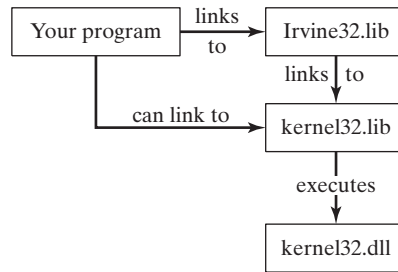 Your program
links
to
Irvine32.lib
links to
can link to
kernel32.lib
executes
kernel32.dll